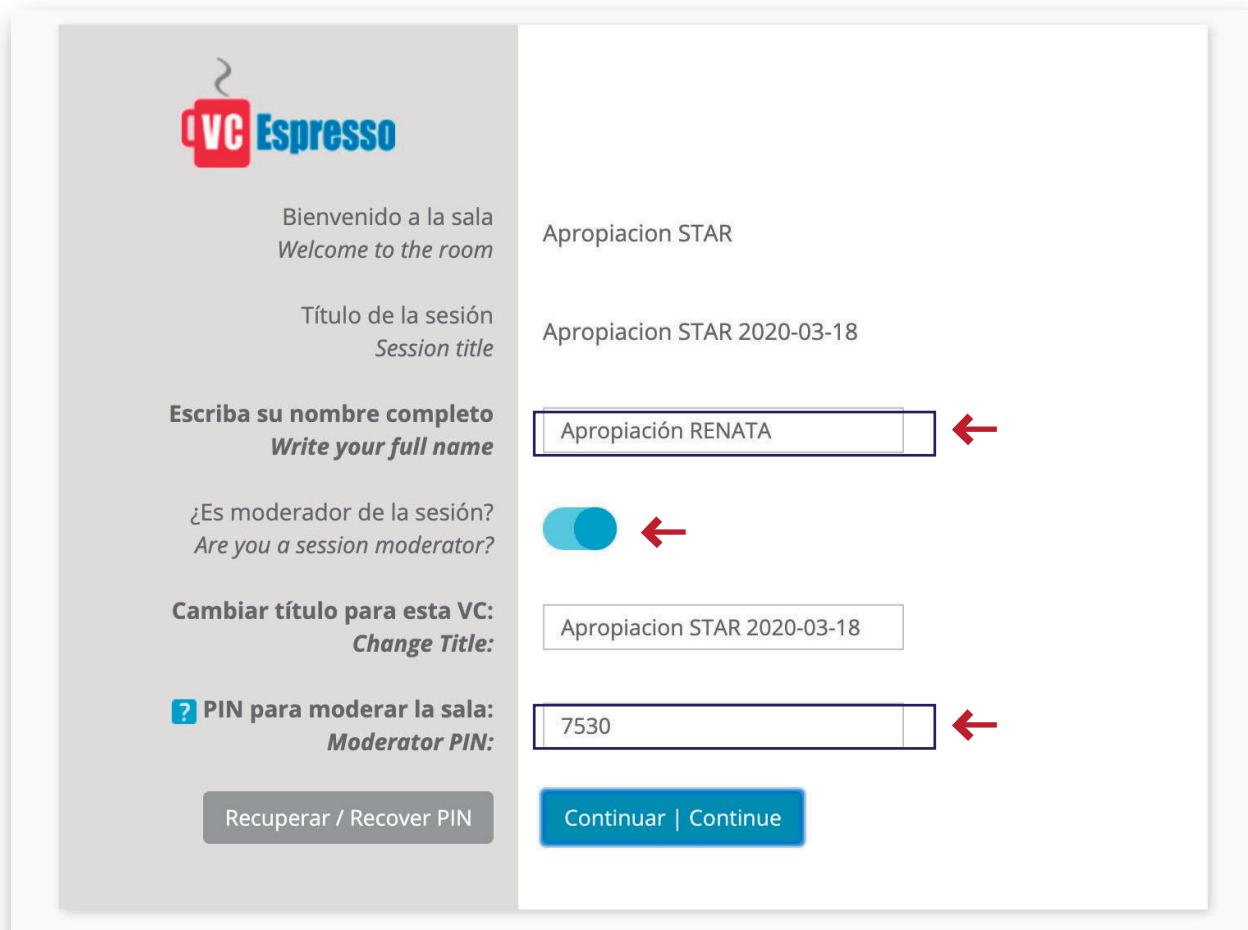 VC Espresso
Bienvenido a la sala
Welcome to the room
Apropiacion STAR
Título de la sesión
Session title
Apropiacion STAR 2020-03-18
Escriba su nombre completo
Write your full name
Apropiación RENATA
¿Es moderador de la sesión?
Are you a session moderator?
Cambiar título para esta VC:
Change Title:
Apropiacion STAR 2020-03-18
? PIN para moderar la sala:
Moderator PIN:
7530
Recuperar / Recover PIN
Continuar | Continue